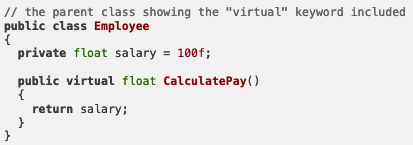 // the parent class showing the "virtual" keyword included
public class Employee
{
  private float salary = 100f;

  public virtual float CalculatePay()
  {
    return salary;
  }
}